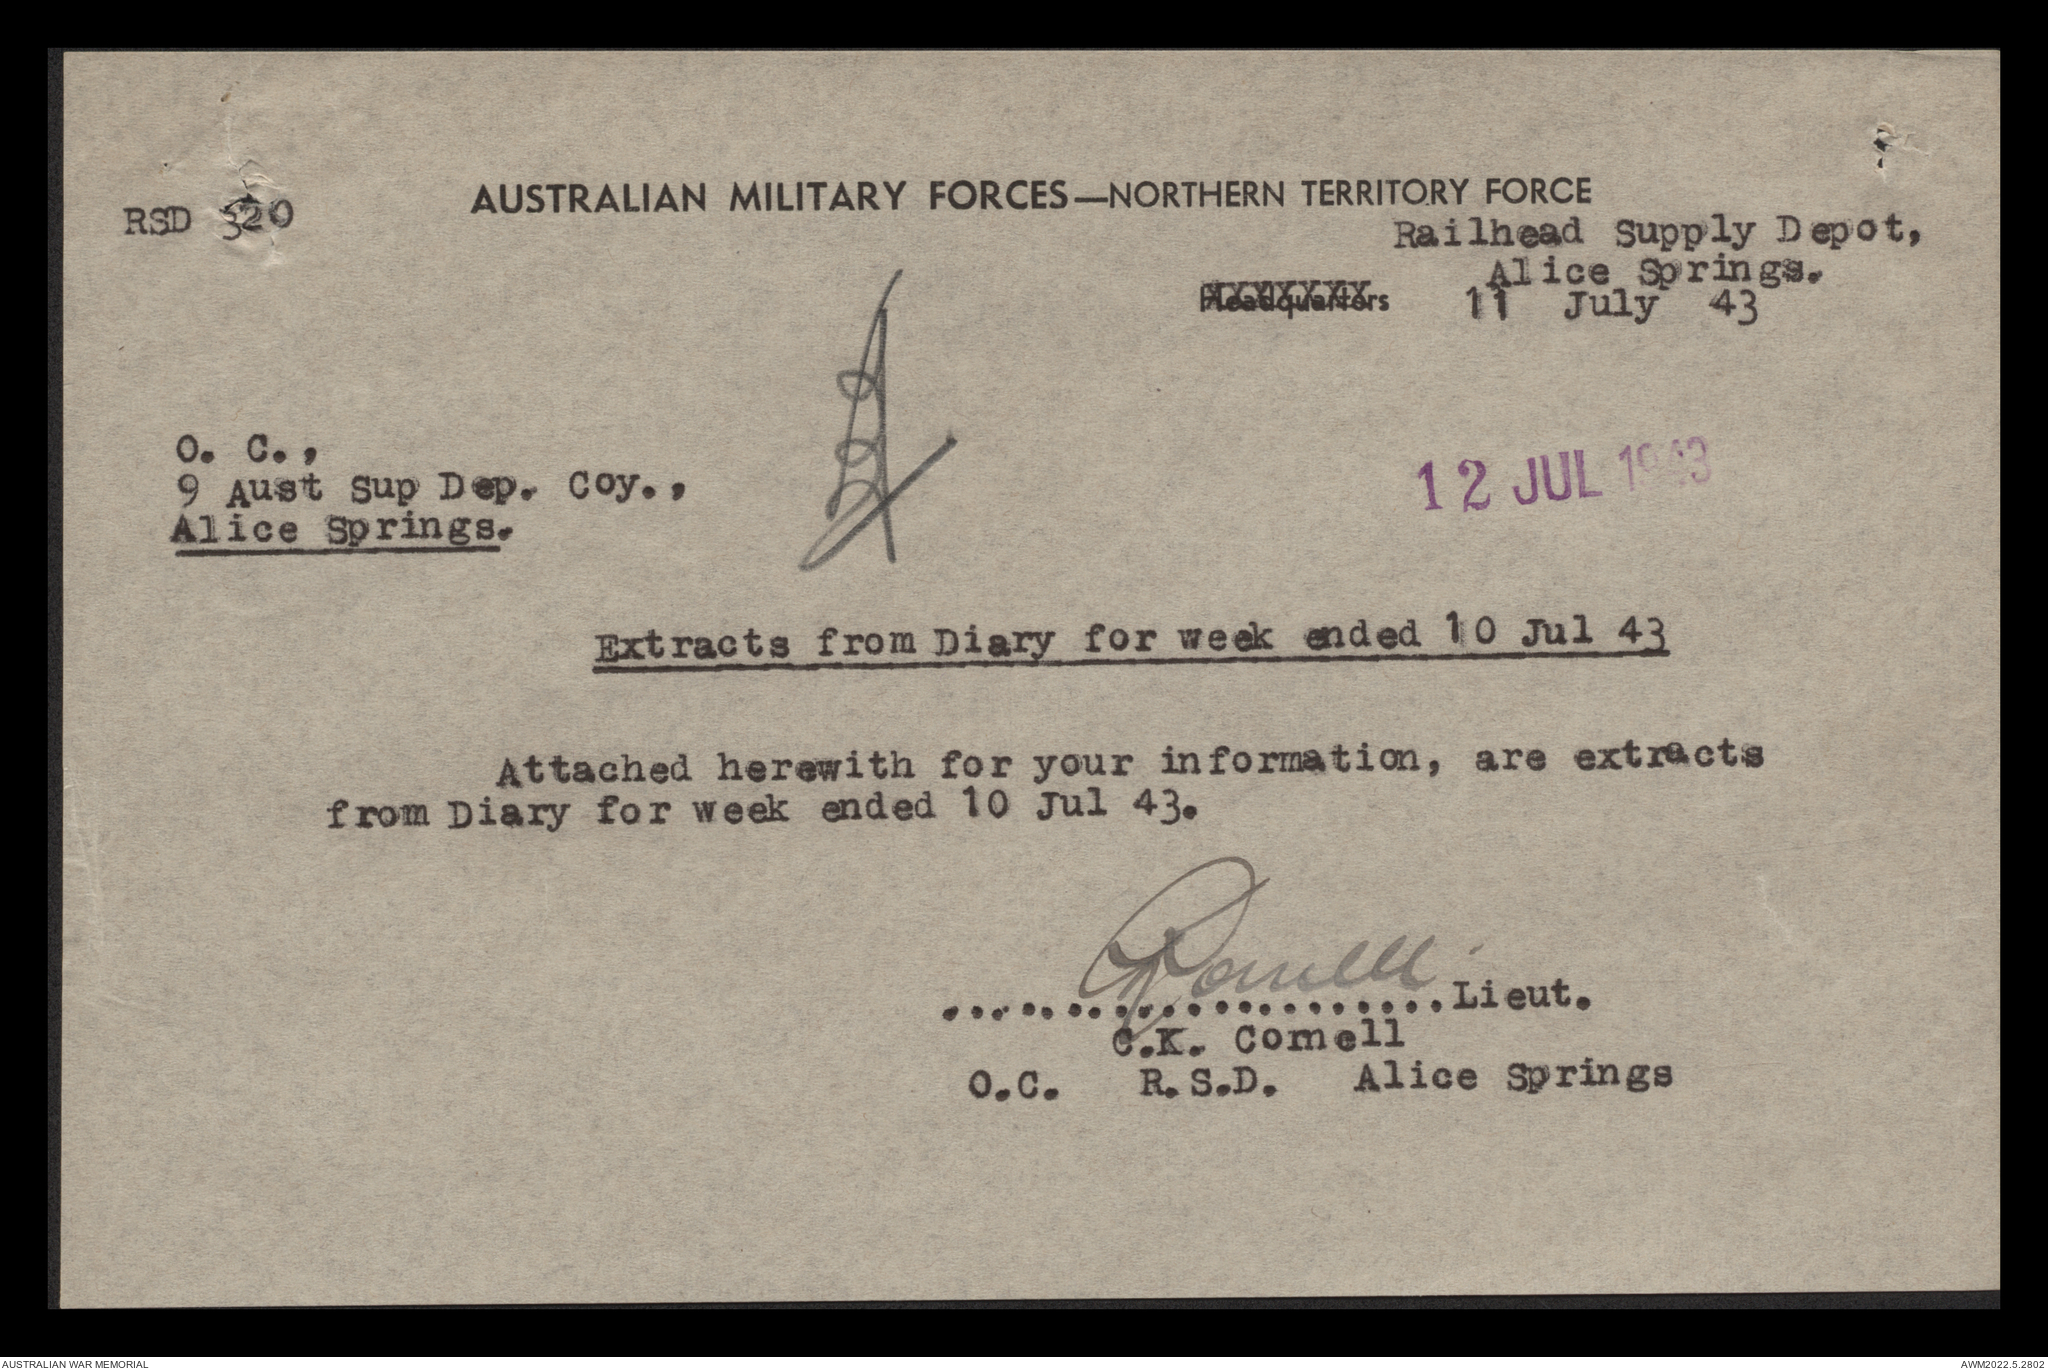 RSD 320
AUSTRALIAN MILITARY FORCES—NORTHERN TERRITORY FORCE
Railhead Supply Depot,
Alice Springs.
Headquarters 11 July 43
O. C.,
9 Aust Sup Dep. Coy.,
Alice Springs.
12 JUL 1943
Extracts from Diary for week ended 10 Jul 43
Attached herewith for your information, are extracts
from Diary for week ended 10 Jul 43.
Cornell
....................Lieut.
C.K. Cornell
O.C. R.S.D. Alice Springs
AUSTRALIAN WAR MEMORIAL
AWM2022.5.2802